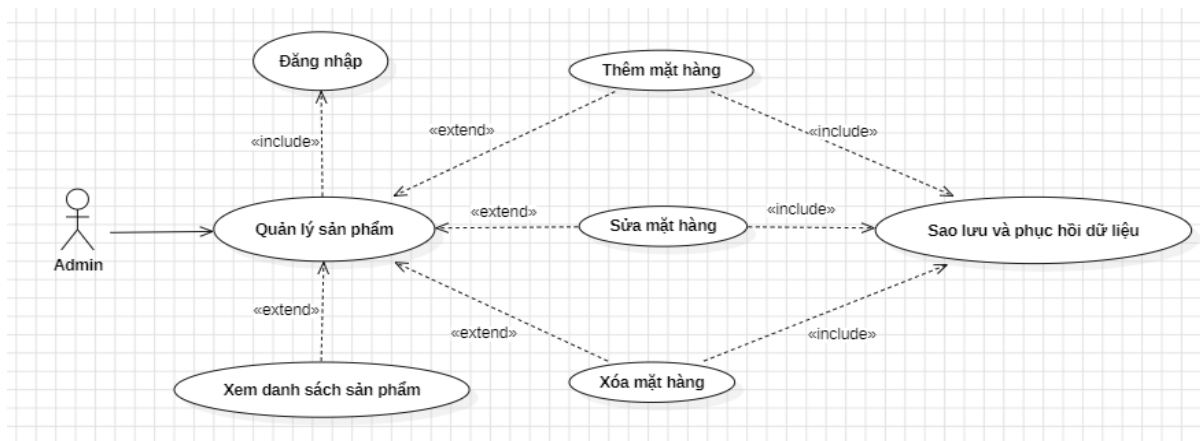 Đăng nhập
Thêm mặt hàng
«include»
«extend»
«include»
Quản lý sản phẩm
«extend»
Sửa mặt hàng
«include»
Sao lưu và phục hồi dữ liệu
Admin
«extend»
«extend»
«include»
Xem danh sách sản phẩm
Xóa mặt hàng